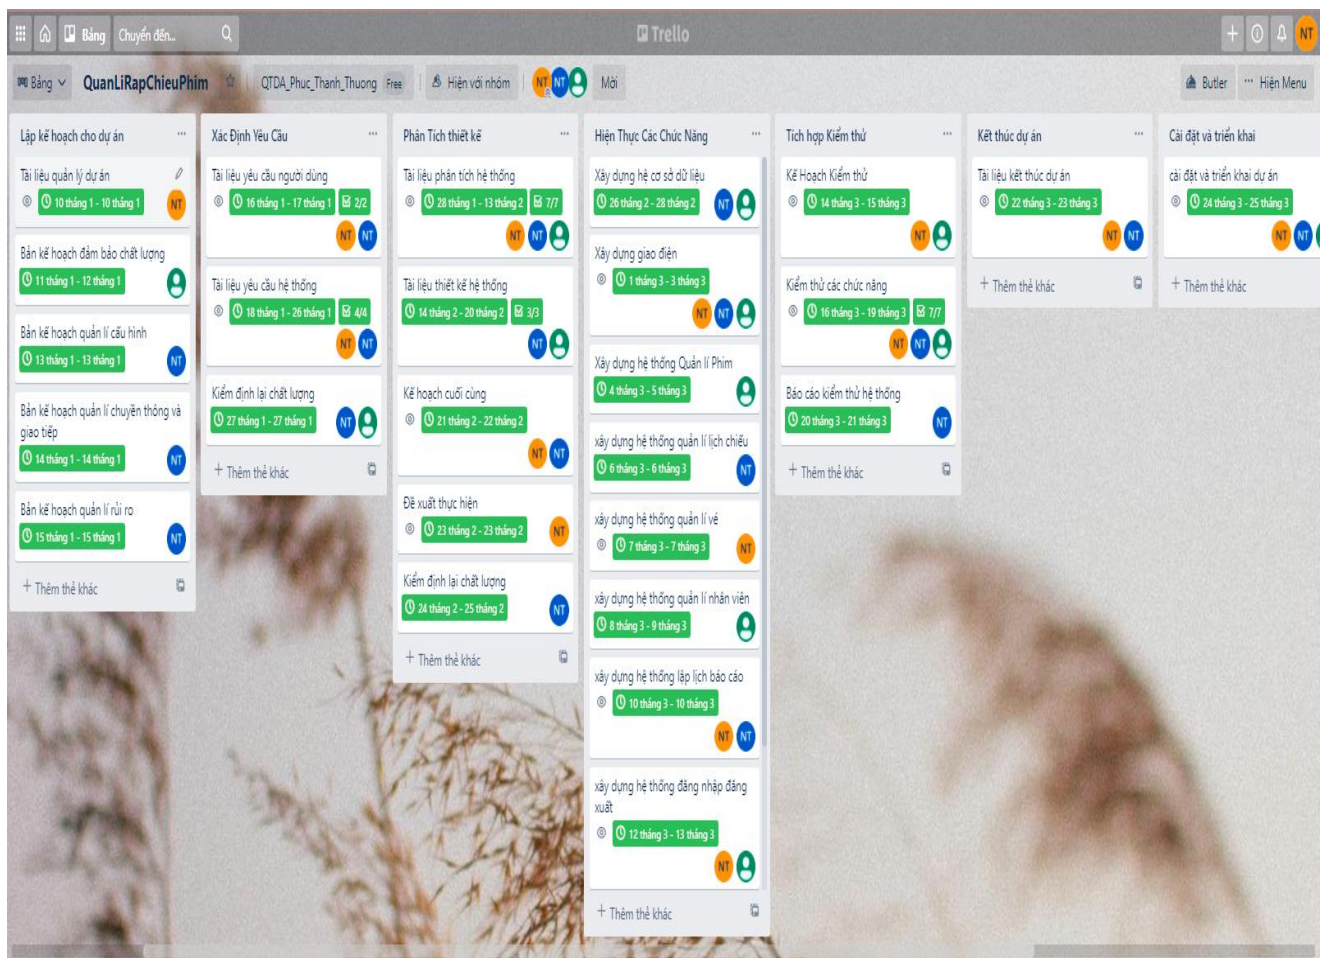 Bảng
Chuyển đến...
Trello
NT
Bảng
QuanLiRapChieuPhim
QTDA_Phuc_Thanh_Thuong Free
Hiện với nhóm
NT NT
Mời
Butler
Hiện Menu
Lập kế hoạch cho dự án
Tài liệu quản lý dự án
10 tháng 1 - 10 tháng 1
NT
Bản kế hoạch đảm bảo chất lượng
11 tháng 1 - 12 tháng 1
Bản kế hoạch quản lí cấu hình
13 tháng 1 - 13 tháng 1
NT
Bản kế hoạch quản lí chuyền thông và
giao tiếp
14 tháng 1 - 14 tháng 1
NT
Bản kế hoạch quản lí rủi ro
15 tháng 1 - 15 tháng 1
NT
+ Thêm thẻ khác
Xác Định Yêu Cầu
Tài liệu yêu cầu người dùng
16 tháng 1 - 17 tháng 1 2/2
NT NT
Tài liệu yêu cầu hệ thống
18 tháng 1 - 26 tháng 1 4/4
NT NT
Kiểm định lại chất lượng
27 tháng 1 - 27 tháng 1
NT
+ Thêm thẻ khác
Phân Tích thiết kế
Tài liệu phân tích hệ thống
28 tháng 1 - 13 tháng 2 7/7
NT NT
Tài liệu thiết kế hệ thống
14 tháng 2 - 20 tháng 2 3/3
NT
Kế hoạch cuối cùng
21 tháng 2 - 22 tháng 2
NT NT
Đề xuất thực hiện
23 tháng 2 - 23 tháng 2
NT
Kiểm định lại chất lượng
24 tháng 2 - 25 tháng 2
NT
+ Thêm thẻ khác
Hiện Thực Các Chức Năng
Xây dựng hệ cơ sở dữ liệu
26 tháng 2 - 28 tháng 2
NT
Xây dựng giao diện
1 tháng 3 - 3 tháng 3
NT NT
Xây dựng hệ thống Quản lí Phim
4 tháng 3 - 5 tháng 3
xây dựng hệ thống quản lí lịch chiếu
6 tháng 3 - 6 tháng 3
NT
xây dựng hệ thống quản lí vé
7 tháng 3 - 7 tháng 3
NT
xây dựng hệ thống quản lí nhân viên
8 tháng 3 - 9 tháng 3
xây dựng hệ thống lập lịch báo cáo
10 tháng 3 - 10 tháng 3
NT NT
xây dựng hệ thống đăng nhập đăng
xuất
12 tháng 3 - 13 tháng 3
NT
+ Thêm thẻ khác
Tích hợp Kiểm thử
Kế Hoạch Kiểm thử
14 tháng 3 - 15 tháng 3
NT
Kiểm thử các chức năng
16 tháng 3 - 19 tháng 3 7/7
NT NT
Báo cáo kiểm thử hệ thống
20 tháng 3 - 21 tháng 3
NT
+ Thêm thẻ khác
Kết thúc dự án
Tài liệu kết thúc dự án
22 tháng 3 - 23 tháng 3
NT NT
+ Thêm thẻ khác
Cài đặt và triển khai
cài đặt và triển khai dự án
24 tháng 3 - 25 tháng 3
NT NT
+ Thêm thẻ khác